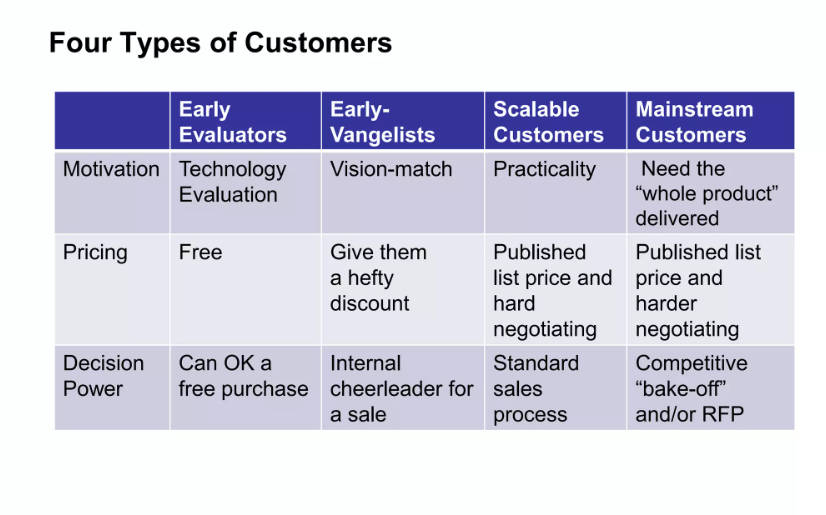 Four Types of Customers
Early Evaluators
Early-Vangelists
Scalable Customers
Mainstream Customers
Motivation
Technology Evaluation
Vision-match
Practicality
Need the “whole product” delivered
Pricing
Free
Give them a hefty discount
Published list price and hard negotiating
Published list price and harder negotiating
Decision Power
Can OK a free purchase
Internal cheerleader for a sale
Standard sales process
Competitive “bake-off” and/or RFP